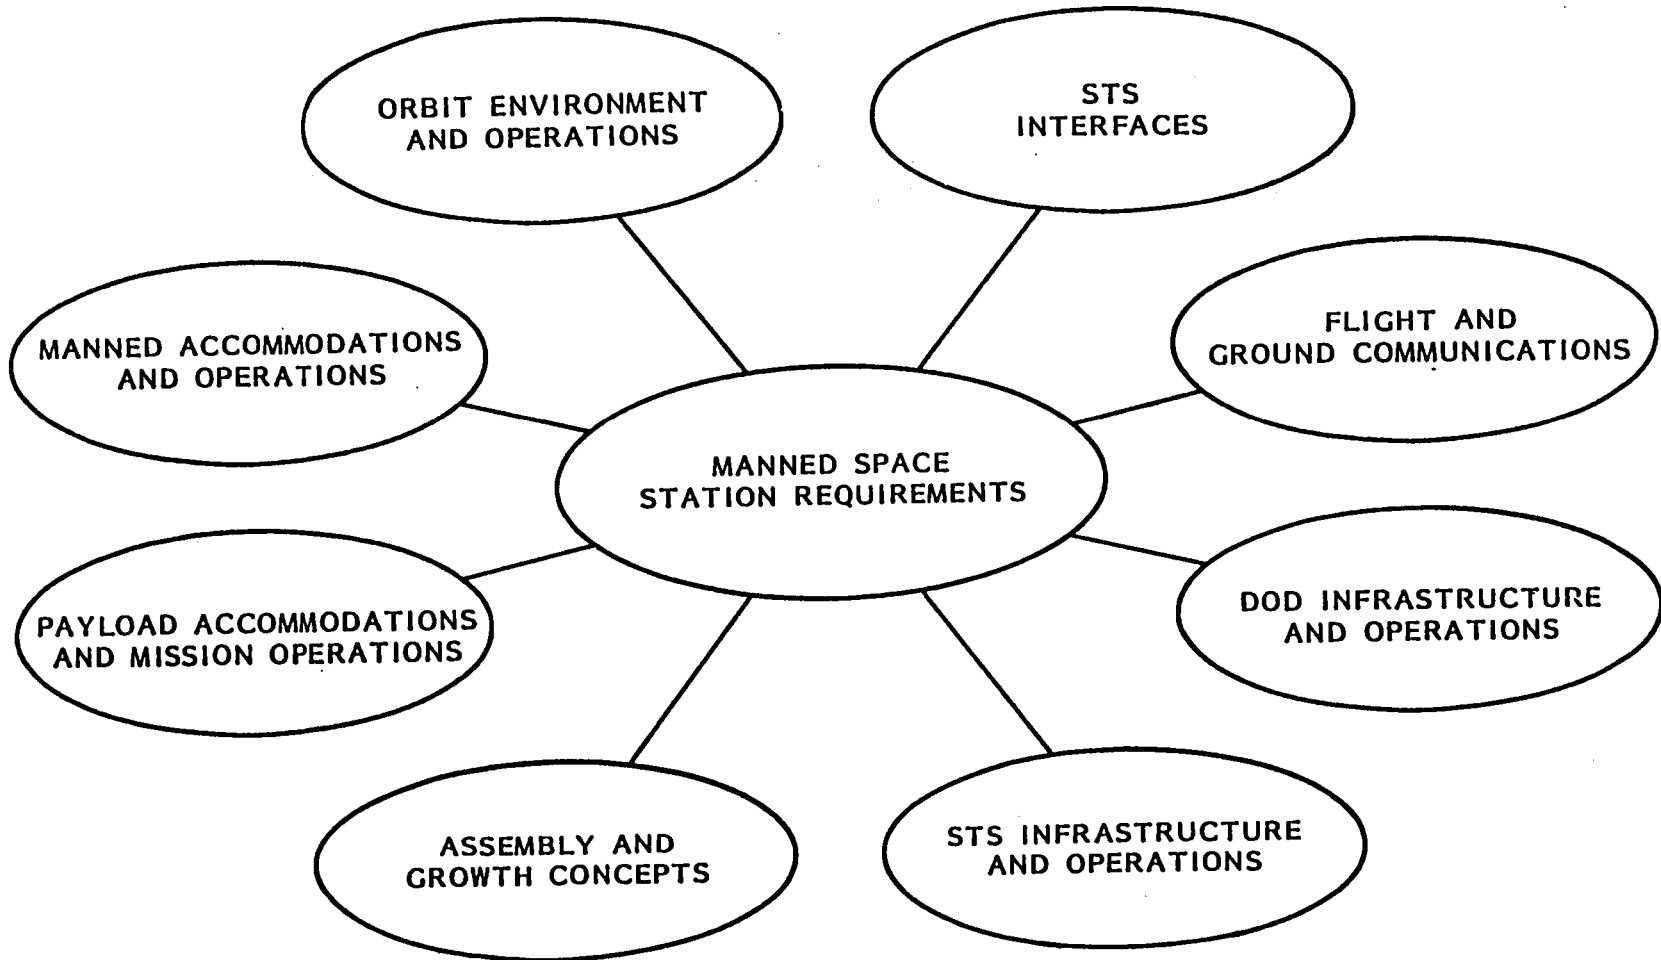 ORBIT ENVIRONMENT
AND OPERATIONS
STS
INTERFACES
MANNED ACCOMMODATIONS
AND OPERATIONS
FLIGHT AND
GROUND COMMUNICATIONS
MANNED SPACE
STATION REQUIREMENTS
PAYLOAD ACCOMMODATIONS
AND MISSION OPERATIONS
DOD INFRASTRUCTURE
AND OPERATIONS
ASSEMBLY AND
GROWTH CONCEPTS
STS INFRASTRUCTURE
AND OPERATIONS